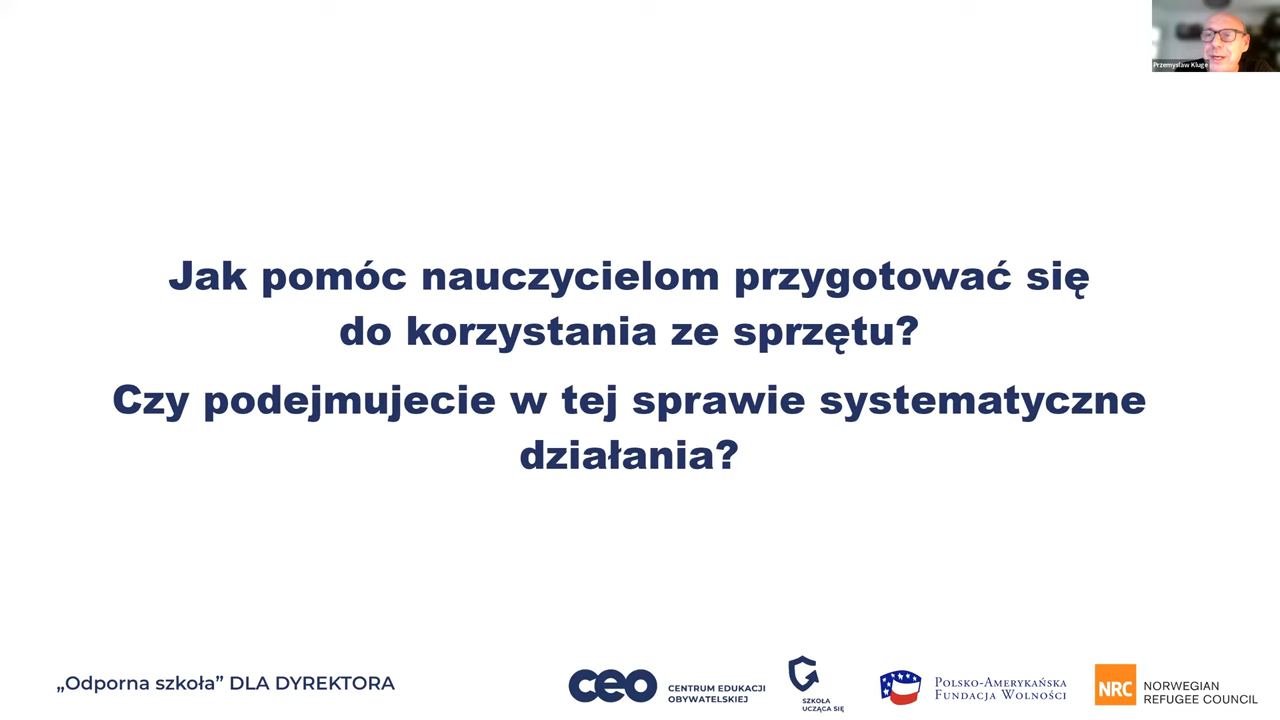 Przemysław Kluge
Jak pomóc nauczycielom przygotować się
do korzystania ze sprzętu?
Czy podejmujecie w tej sprawie systematyczne
działania?
„Odporna szkoła” DLA DYREKTORA
ceo
CENTRUM EDUKACJI
OBYWATELSKIEJ
SZKOŁA
UCZĄCA SIĘ
POLSKO-AMERYKAŃSKA
FUNDACJA WOLNOŚCI
NRC
NORWEGIAN
REFUGEE COUNCIL